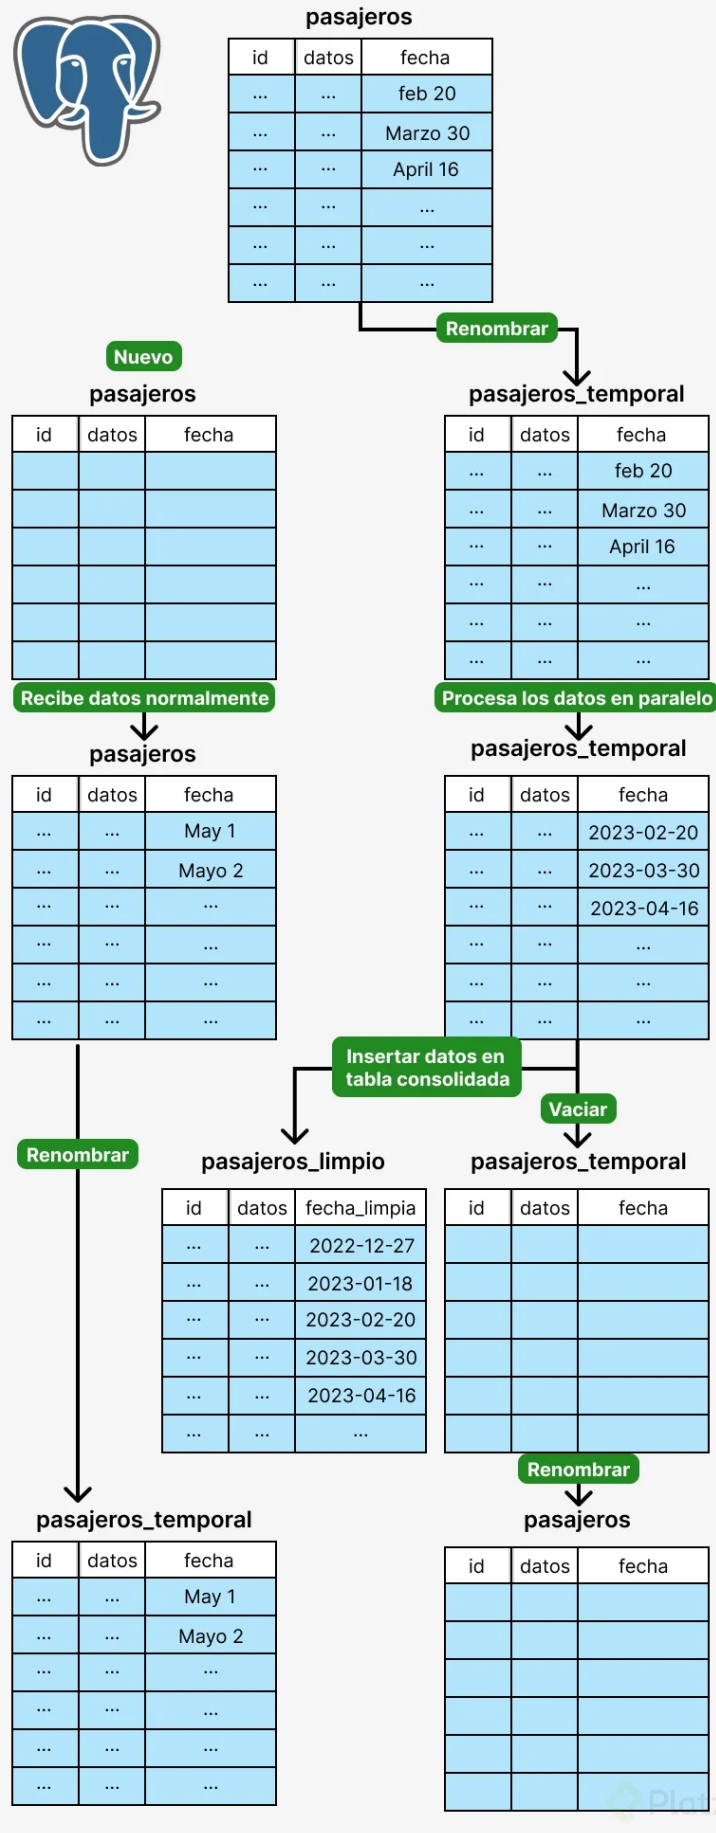 pasajeros
id datos fecha
... ... feb 20
... ... Marzo 30
... ... April 16
... ... ...
... ... ...
... ... ...
Renombrar
Nuevo
pasajeros
id datos fecha
pasajeros_temporal
id datos fecha
... ... feb 20
... ... Marzo 30
... ... April 16
... ... ...
... ... ...
... ... ...
Recibe datos normalmente
Procesa los datos en paralelo
pasajeros
id datos fecha
... ... May 1
... ... Mayo 2
... ... ...
... ... ...
... ... ...
... ... ...
pasajeros_temporal
id datos fecha
... ... 2023-02-20
... ... 2023-03-30
... ... 2023-04-16
... ... ...
... ... ...
... ... ...
Insertar datos en
tabla consolidada
Vaciar
Renombrar
pasajeros_limpio
id datos fecha_limpia
... ... 2022-12-27
... ... 2023-01-18
... ... 2023-02-20
... ... 2023-03-30
... ... 2023-04-16
... ... ...
pasajeros_temporal
id datos fecha
Renombrar
pasajeros_temporal
id datos fecha
... ... May 1
... ... Mayo 2
... ... ...
... ... ...
... ... ...
... ... ...
pasajeros
id datos fecha